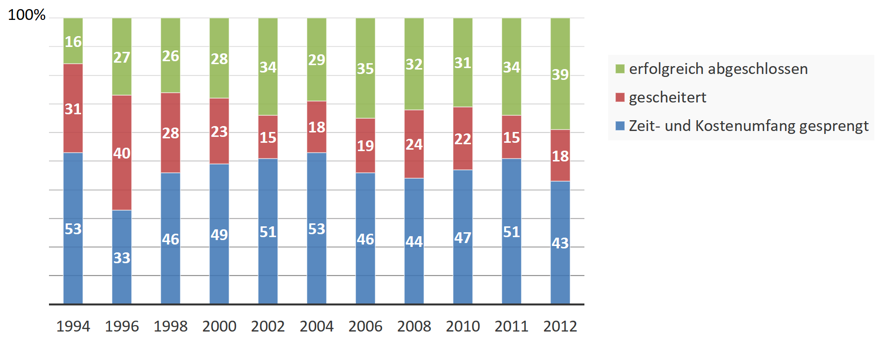 100%
16 27 26 28 34 29 35 32 31 34 39
31 40 28 23 15 18 19 24 22 15 18
53 33 46 49 51 53 46 44 47 51 43
1994 1996 1998 2000 2002 2004 2006 2008 2010 2011 2012
erfolgreich abgeschlossen
gescheitert
Zeit- und Kostenumfang gesprengt